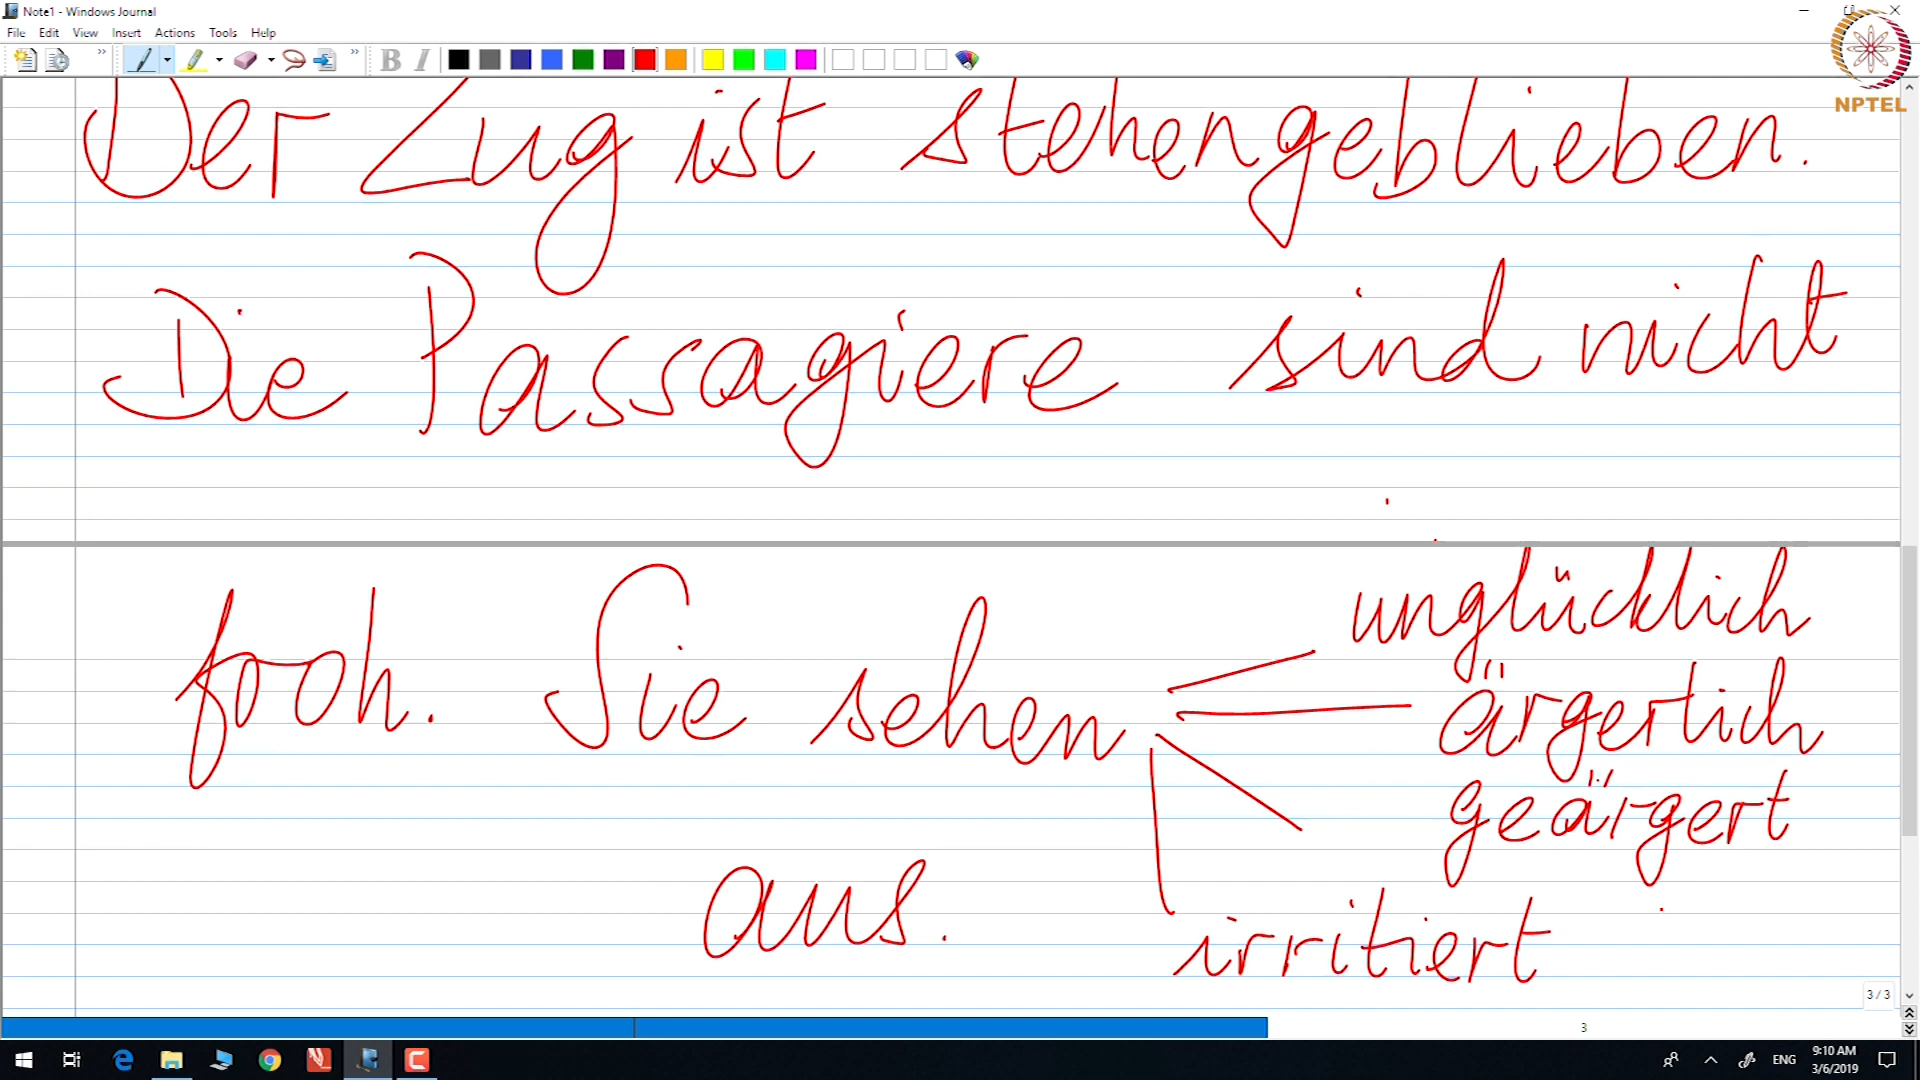 Note1 - Windows Journal
File Edit View Insert Actions Tools Help
B I
NPTEL
Der Zug ist stehengeblieben.
Die Passagiere sind nicht
froh. Sie sehen
unglücklich
ärgerlich
geärgert
irritiert
aus.
3 / 3
3
ENG
9:10 AM
3/6/2019